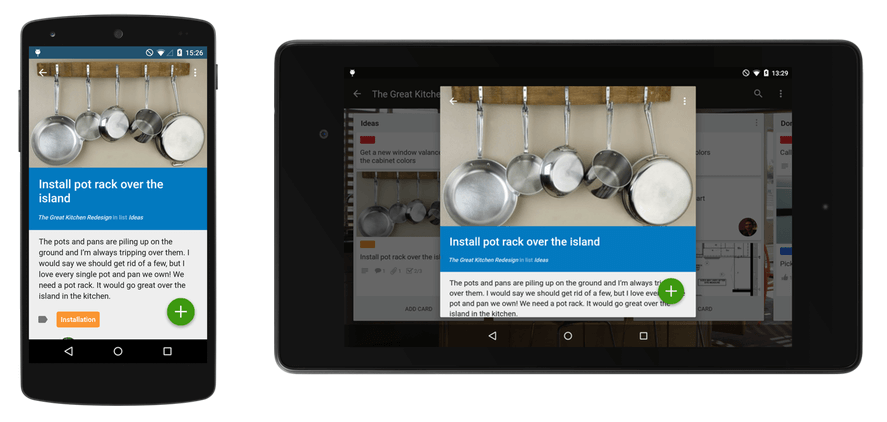 15:26
Install pot rack over the
island
The Great Kitchen Redesign in list Ideas
The pots and pans are piling up on the
ground and I'm always tripping over them. I
would say we should get rid of a few, but I
love every single pot and pan we own! We
need a pot rack. It would go great over the
island in the kitchen.
Installation
13:29
The Great Kitche
Ideas
Get a new window valance
the cabinet colors
Install pot rack over the isl
ADD CARD
Install pot rack over the island
The Great Kitchen Redesign in list Ideas
The pots and pans are piling up on the ground and I'm always tri
over them. I would say we should get rid of a few, but I love eve
pot and pan we own! We need a pot rack. It would go great over the
island in the kitchen.
olors
art
CARD
Do
Cal
Pick